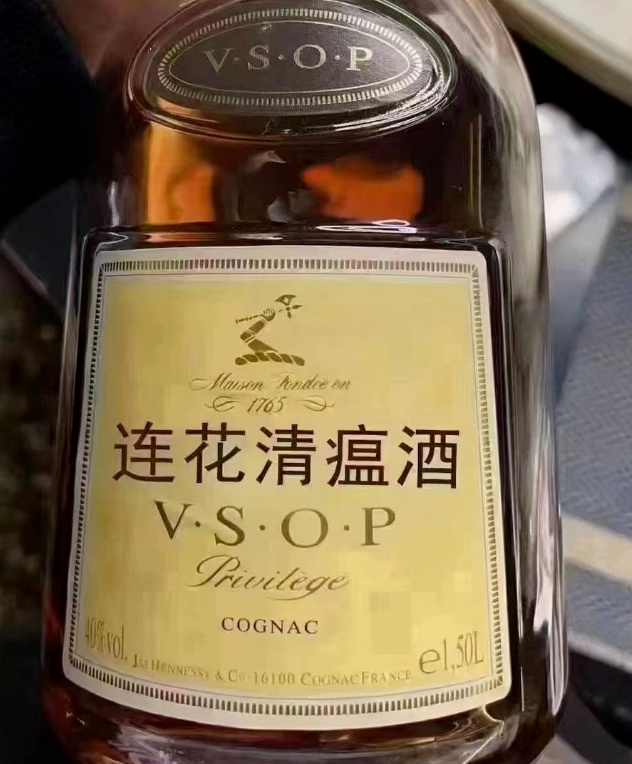 V·S·O·P
Maison Fondée en
1765
连花清瘟酒
V·S·O·P
Privilège
COGNAC
40%vol.
JAS HENNESSY & Co. 16100 COGNAC FRANCE
e1,50L